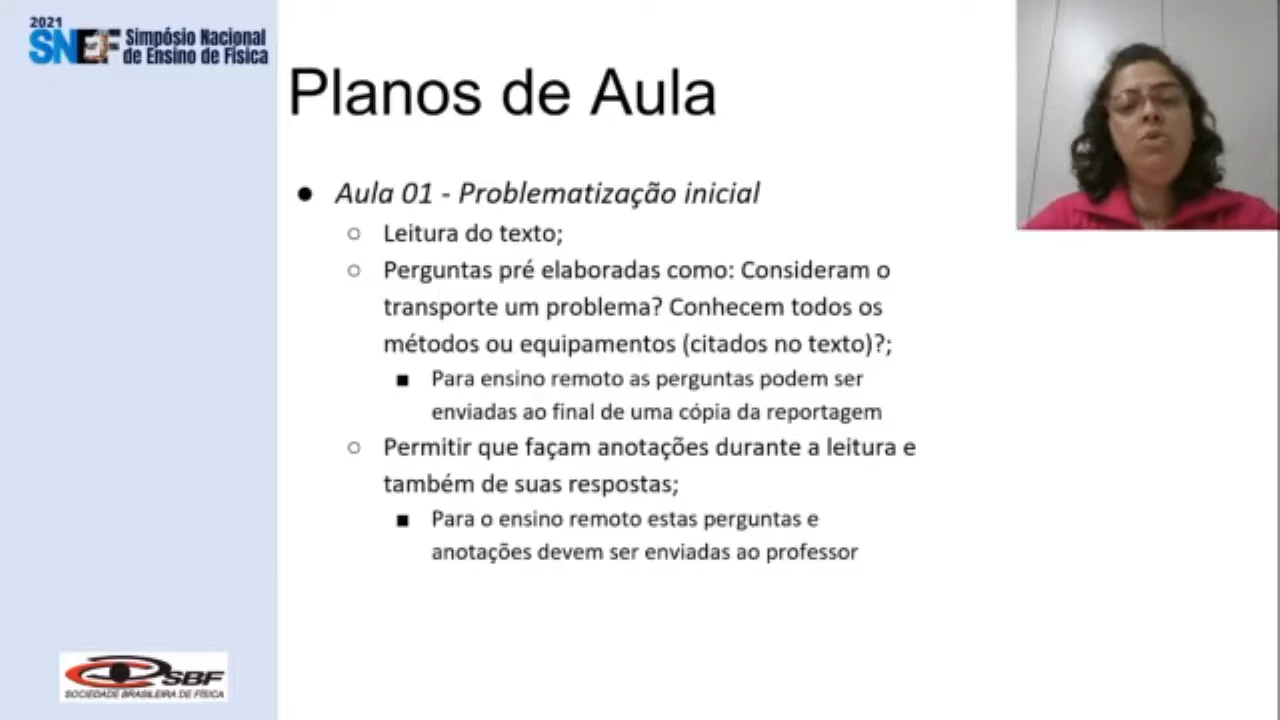 2021
SNEF Simpósio Nacional
de Ensino de Física
Planos de Aula
● Aula 01 - Problematização inicial
○ Leitura do texto;
○ Perguntas pré elaboradas como: Consideram o
transporte um problema? Conhecem todos os
métodos ou equipamentos (citados no texto)?;
■ Para ensino remoto as perguntas podem ser
enviadas ao final de uma cópia da reportagem
○ Permitir que façam anotações durante a leitura e
também de suas respostas;
■ Para o ensino remoto estas perguntas e
anotações devem ser enviadas ao professor
SBF
SOCIEDADE BRASILEIRA DE FÍSICA